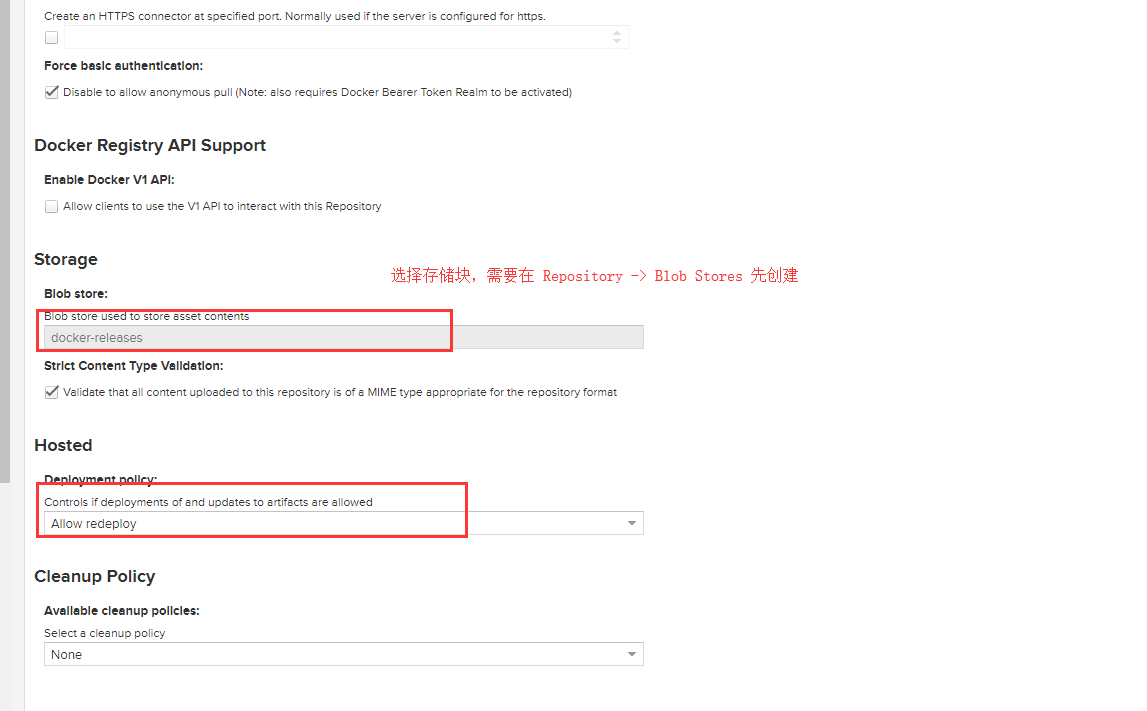 Create an HTTPS connector at specified port. Normally used if the server is configured for https.
Force basic authentication:
Disable to allow anonymous pull (Note: also requires Docker Bearer Token Realm to be activated)
Docker Registry API Support
Enable Docker V1 API:
Allow clients to use the V1 API to interact with this Repository
Storage
选择存储块，需要在 Repository -> Blob Stores 先创建
Blob store:
Blob store used to store asset contents
docker-releases
Strict Content Type Validation:
Validate that all content uploaded to this repository is of a MIME type appropriate for the repository format
Hosted
Deployment policy:
Controls if deployments of and updates to artifacts are allowed
Allow redeploy
Cleanup Policy
Available cleanup policies:
Select a cleanup policy
None